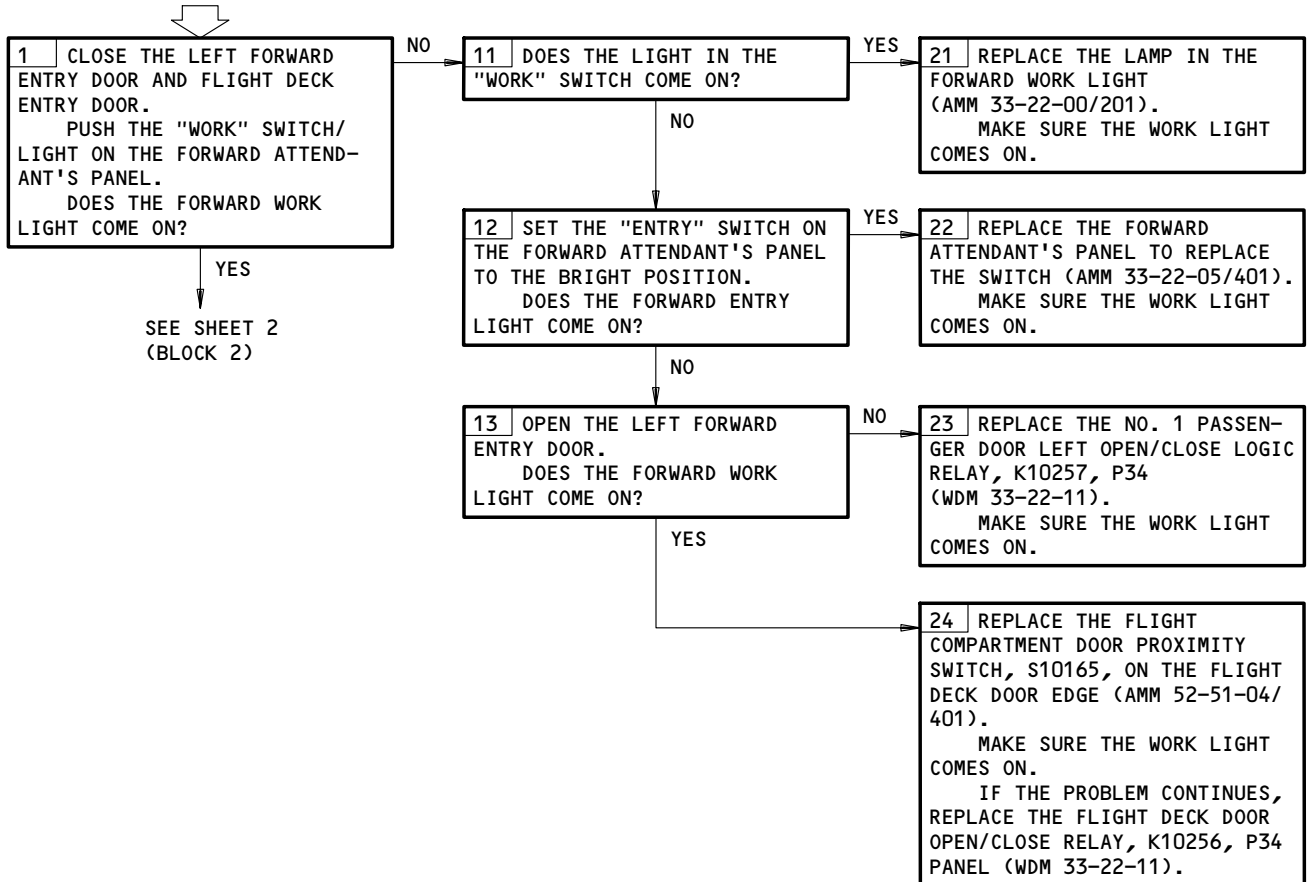 1 CLOSE THE LEFT FORWARD
ENTRY DOOR AND FLIGHT DECK
ENTRY DOOR.
PUSH THE "WORK" SWITCH/
LIGHT ON THE FORWARD ATTEND-
ANT'S PANEL.
DOES THE FORWARD WORK
LIGHT COME ON?
NO
YES
SEE SHEET 2
(BLOCK 2)
11 DOES THE LIGHT IN THE
"WORK" SWITCH COME ON?
YES
NO
21 REPLACE THE LAMP IN THE
FORWARD WORK LIGHT
(AMM 33-22-00/201).
MAKE SURE THE WORK LIGHT
COMES ON.
12 SET THE "ENTRY" SWITCH ON
THE FORWARD ATTENDANT'S PANEL
TO THE BRIGHT POSITION.
DOES THE FORWARD ENTRY
LIGHT COME ON?
YES
NO
22 REPLACE THE FORWARD
ATTENDANT'S PANEL TO REPLACE
THE SWITCH (AMM 33-22-05/401).
MAKE SURE THE WORK LIGHT
COMES ON.
13 OPEN THE LEFT FORWARD
ENTRY DOOR.
DOES THE FORWARD WORK
LIGHT COME ON?
NO
YES
23 REPLACE THE NO. 1 PASSEN-
GER DOOR LEFT OPEN/CLOSE LOGIC
RELAY, K10257, P34
(WDM 33-22-11).
MAKE SURE THE WORK LIGHT
COMES ON.
24 REPLACE THE FLIGHT
COMPARTMENT DOOR PROXIMITY
SWITCH, S10165, ON THE FLIGHT
DECK DOOR EDGE (AMM 52-51-04/
401).
MAKE SURE THE WORK LIGHT
COMES ON.
IF THE PROBLEM CONTINUES,
REPLACE THE FLIGHT DECK DOOR
OPEN/CLOSE RELAY, K10256, P34
PANEL (WDM 33-22-11).